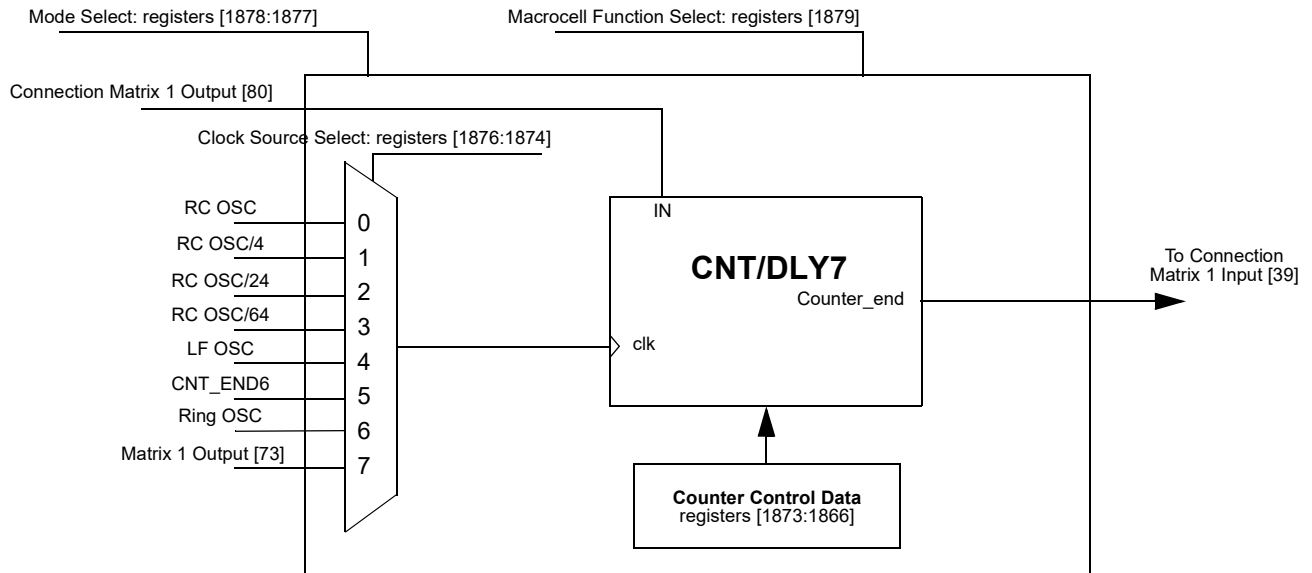 Mode Select: registers [1878:1877]
Macrocell Function Select: registers [1879]
Connection Matrix 1 Output [80]
Clock Source Select: registers [1876:1874]
RC OSC
0
RC OSC/4
1
RC OSC/24
2
RC OSC/64
3
LF OSC
4
CNT_END6
5
Ring OSC
6
Matrix 1 Output [73]
7
IN
CNT/DLY7
Counter_end
clk
To Connection
Matrix 1 Input [39]
Counter Control Data
registers [1873:1866]